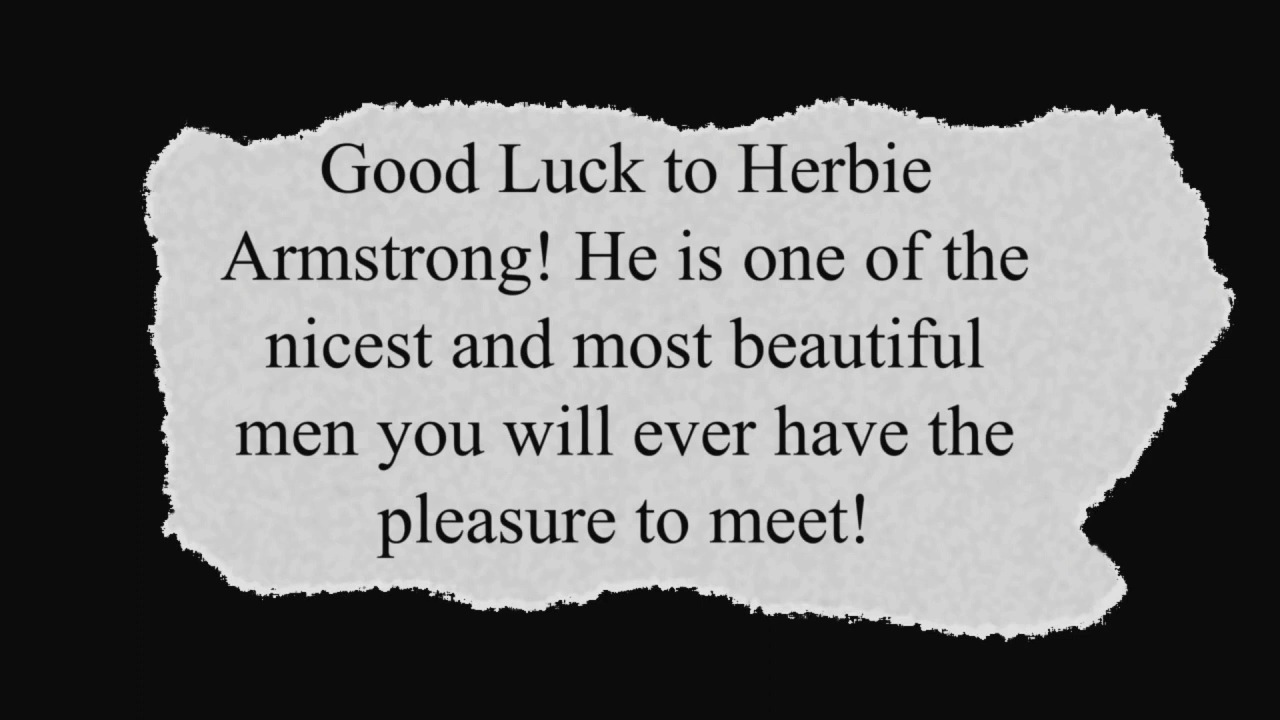 Good Luck to Herbie
Armstrong! He is one of the
nicest and most beautiful
men you will ever have the
pleasure to meet!